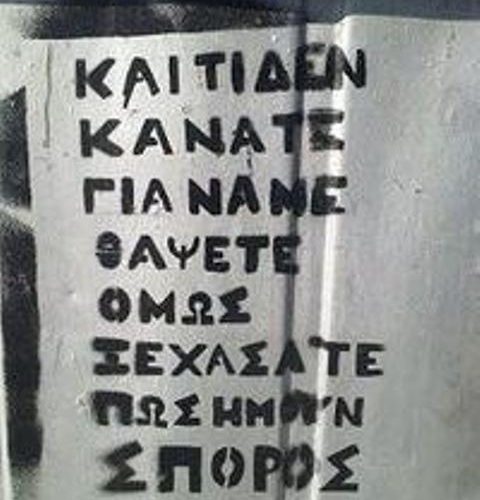 ΚΑΙ ΤΙ ΔΕΝ
ΚΑΝΑΤΕ
ΓΙΑ ΝΑ ΜΕ
ΘΑΨΕΤΕ
ΟΜΩΣ
ΞΕΧΑΣΑΤΕ
ΠΩΣ ΗΜΟΥΝ
ΣΠΟΡΟΣ